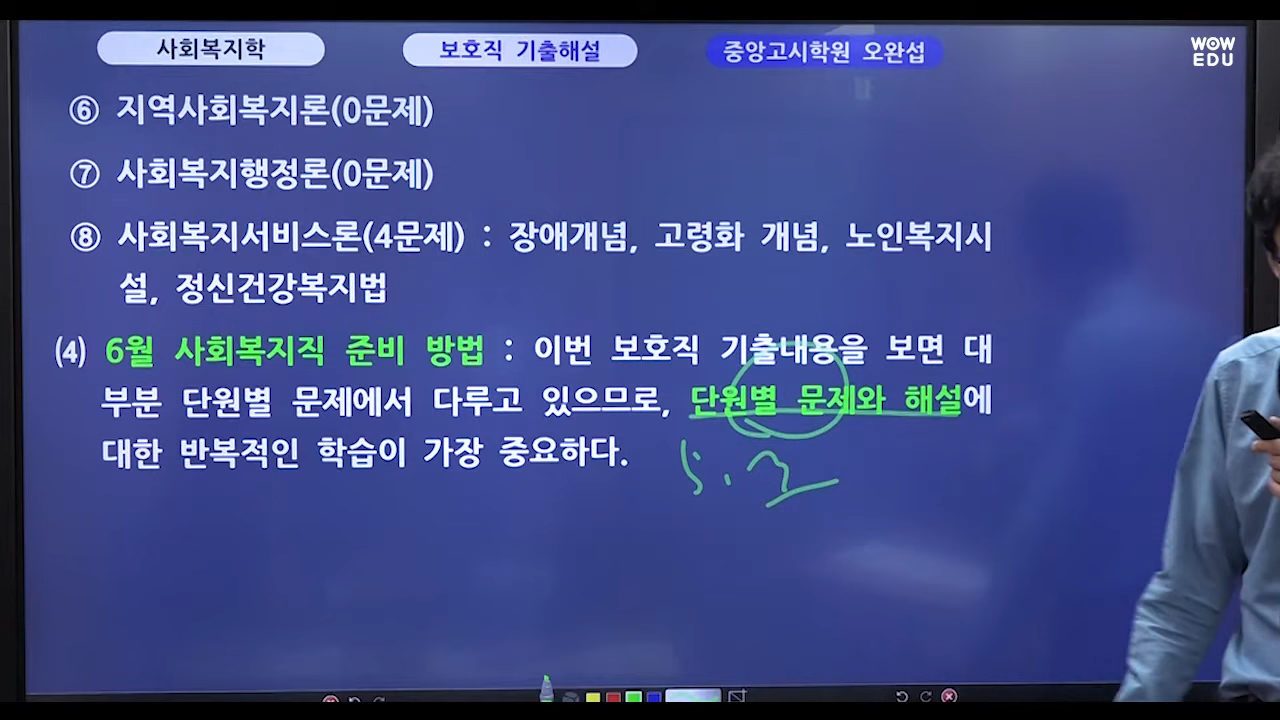 사회복지학
보호직 기출해설
중앙고시학원 오완섭
WOW
EDU
⑥ 지역사회복지론(0문제)
⑦ 사회복지행정론(0문제)
⑧ 사회복지서비스론(4문제) : 장애개념, 고령화 개념, 노인복지시
설, 정신건강복지법
(4) 6월 사회복지직 준비 방법 : 이번 보호직 기출내용을 보면 대
부분 단원별 문제에서 다루고 있으므로, 단원별 문제와 해설에
대한 반복적인 학습이 가장 중요하다.